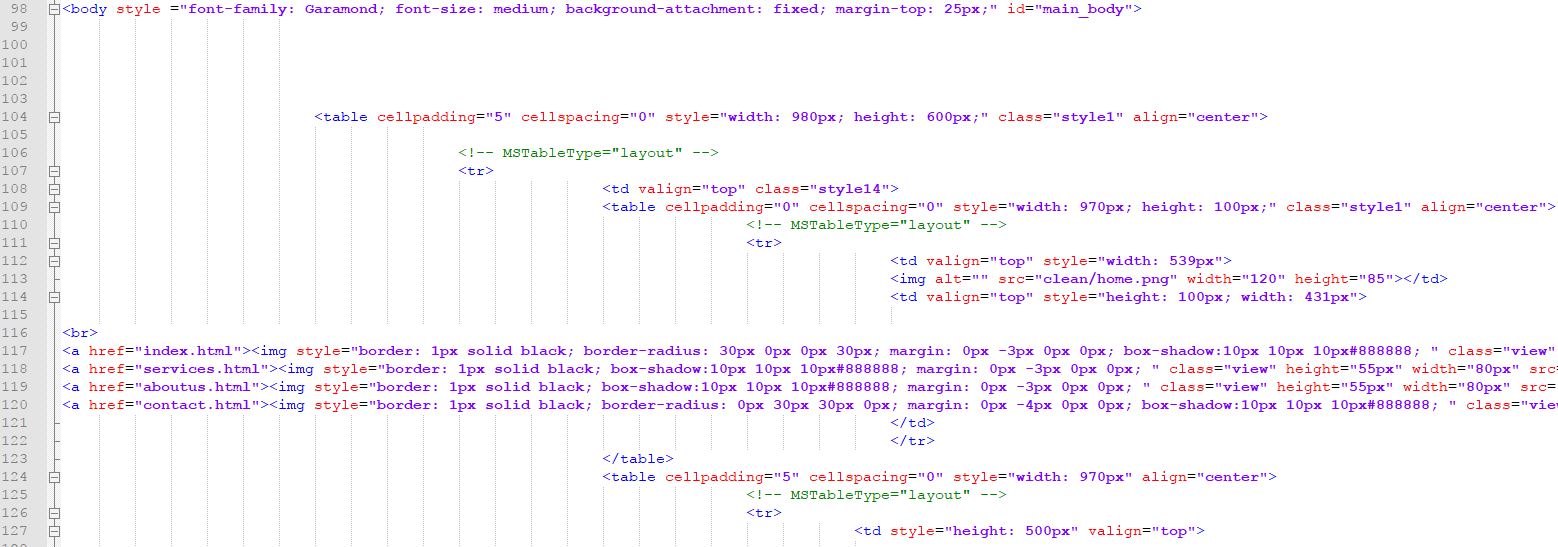 98 <body style ="font-family: Garamond; font-size: medium; background-attachment: fixed; margin-top: 25px;" id="main_body">
99
100
101
102
103
104 <table cellpadding="5" cellspacing="0" style="width: 980px; height: 600px;" class="style1" align="center">
105
106 <!-- MSTableType="layout" -->
107 <tr>
108 <td valign="top" class="style14">
109 <table cellpadding="0" cellspacing="0" style="width: 970px; height: 100px;" class="style1" align="center">
110 <!-- MSTableType="layout" -->
111 <tr>
112 <td valign="top" style="width: 539px">
113 <img alt="" src="clean/home.png" width="120" height="85"></td>
114 <td valign="top" style="height: 100px; width: 431px">
115
116 <br>
117 <a href="index.html"><img style="border: 1px solid black; border-radius: 30px 0px 0px 30px; margin: 0px -3px 0px 0px; box-shadow:10px 10px 10px#888888; " class="view"
118 <a href="services.html"><img style="border: 1px solid black; box-shadow:10px 10px 10px#888888; margin: 0px -3px 0px 0px; " class="view" height="55px" width="80px" src=
119 <a href="aboutus.html"><img style="border: 1px solid black; box-shadow:10px 10px 10px#888888; margin: 0px -3px 0px 0px; " class="view" height="55px" width="80px" src=
120 <a href="contact.html"><img style="border: 1px solid black; border-radius: 0px 30px 30px 0px; margin: 0px -4px 0px 0px; box-shadow:10px 10px 10px#888888; " class="view
121 </td>
122 </tr>
123 </table>
124 <table cellpadding="5" cellspacing="0" style="width: 970px" align="center">
125 <!-- MSTableType="layout" -->
126 <tr>
127 <td style="height: 500px" valign="top">